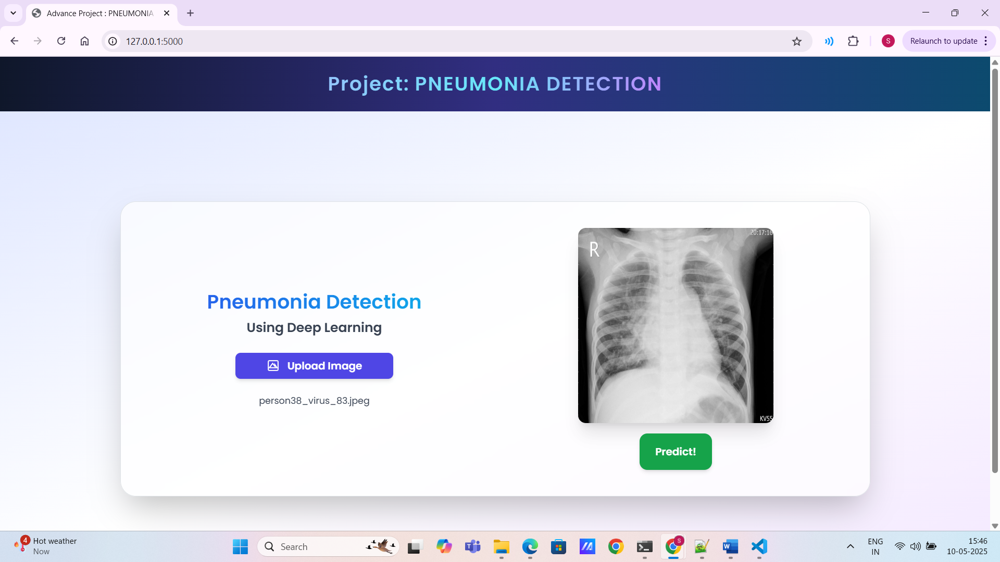 Advance Project : PNEUMONIA
127.0.0.1:5000
S
Relaunch to update
Project: PNEUMONIA DETECTION
20:17:16
R
Pneumonia Detection
Using Deep Learning
Upload Image
person38_virus_83.jpeg
KV55
Predict!
4
Hot weather
Now
Search
S
ENG
IN
15:46
10-05-2025